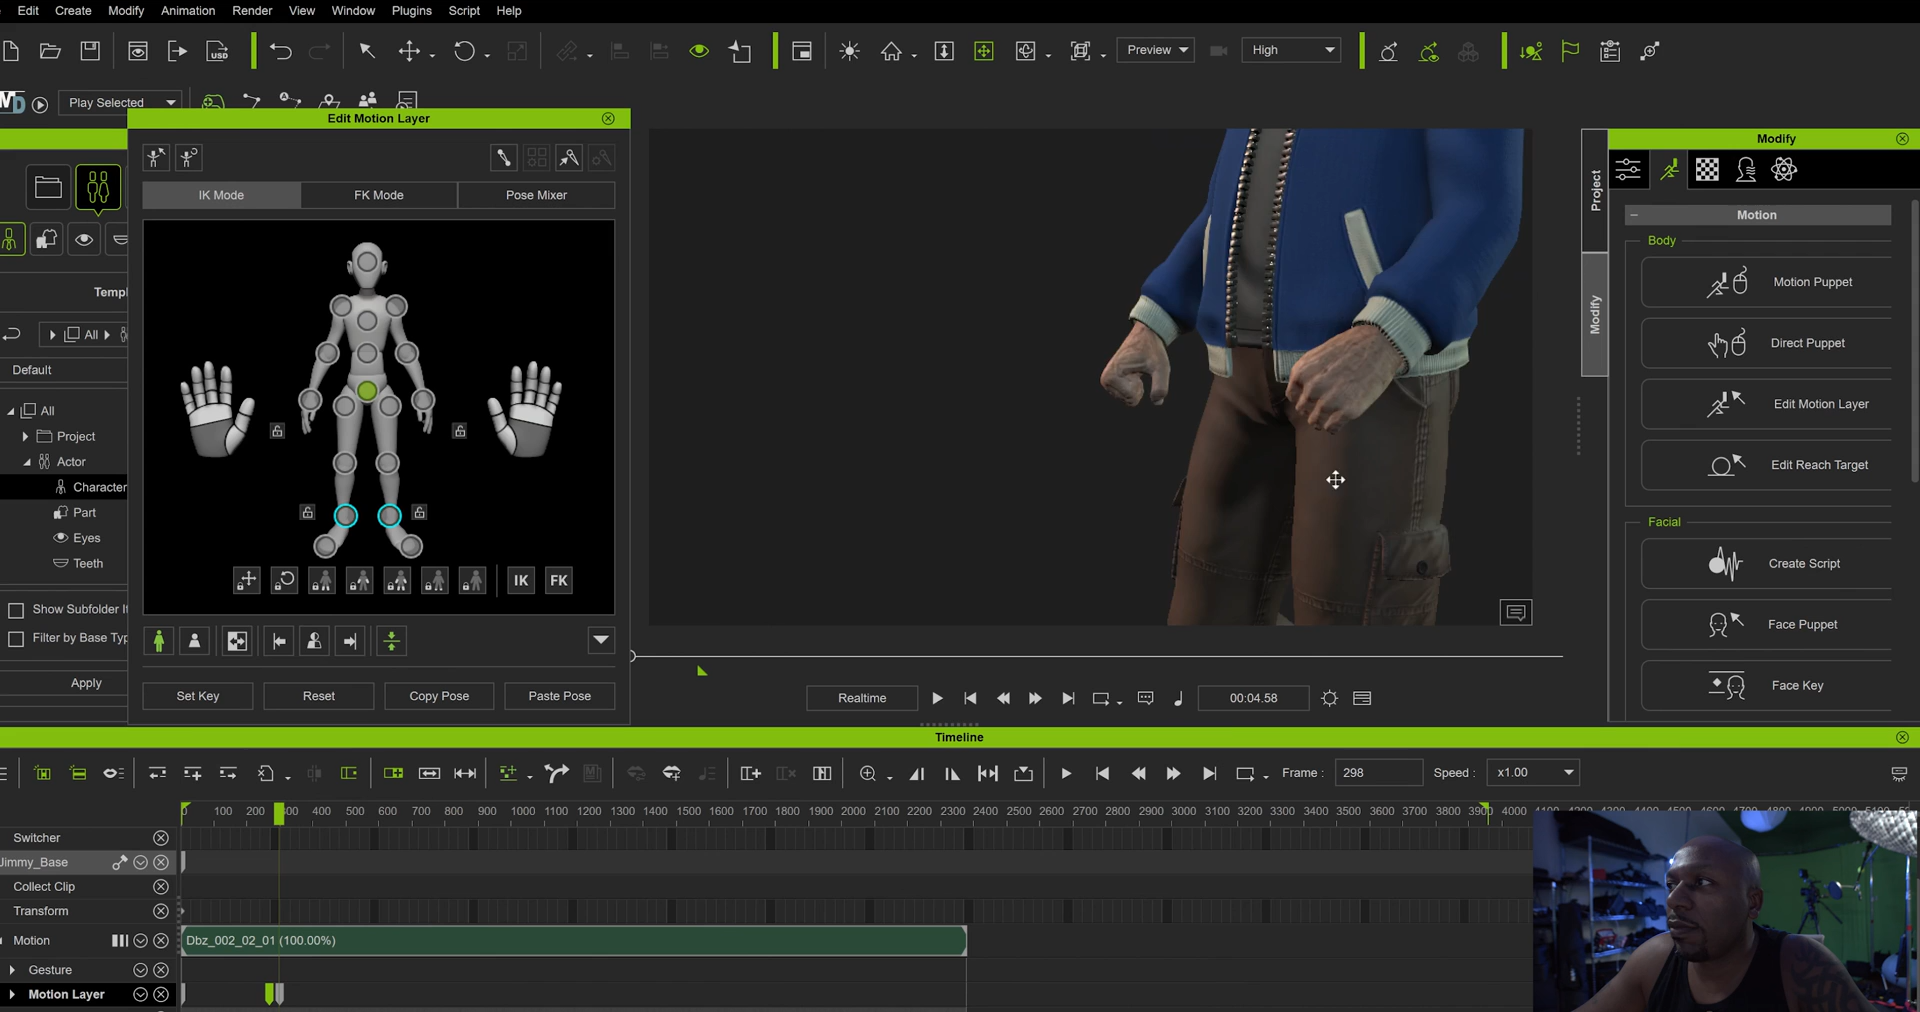 Edit Create Modify Animation Render View Window Plugins Script Help
USD
Preview High
Play Selected
Edit Motion Layer
IK Mode FK Mode Pose Mixer
Templ
All
Default
All
Project
Actor
Character
Part
Eyes
Teeth
Show Subfolder It
Filter by Base Typ
Apply
IK FK
Set Key Reset Copy Pose Paste Pose
Project
Modify
Modify
Motion
Body
Motion Puppet
Direct Puppet
Edit Motion Layer
Edit Reach Target
Facial
Create Script
Face Puppet
Face Key
Realtime 00:04.58
Timeline
Frame : 298 Speed : x1.00
0 100 200 300 400 500 600 700 800 900 1000 1100 1200 1300 1400 1500 1600 1700 1800 1900 2000 2100 2200 2300 2400 2500 2600 2700 2800 2900 3000 3100 3200 3300 3400 3500 3600 3700 3800 3900 4000
Switcher
Jimmy_Base
Collect Clip
Transform
Motion Dbz_002_02_01 (100.00%)
Gesture
Motion Layer